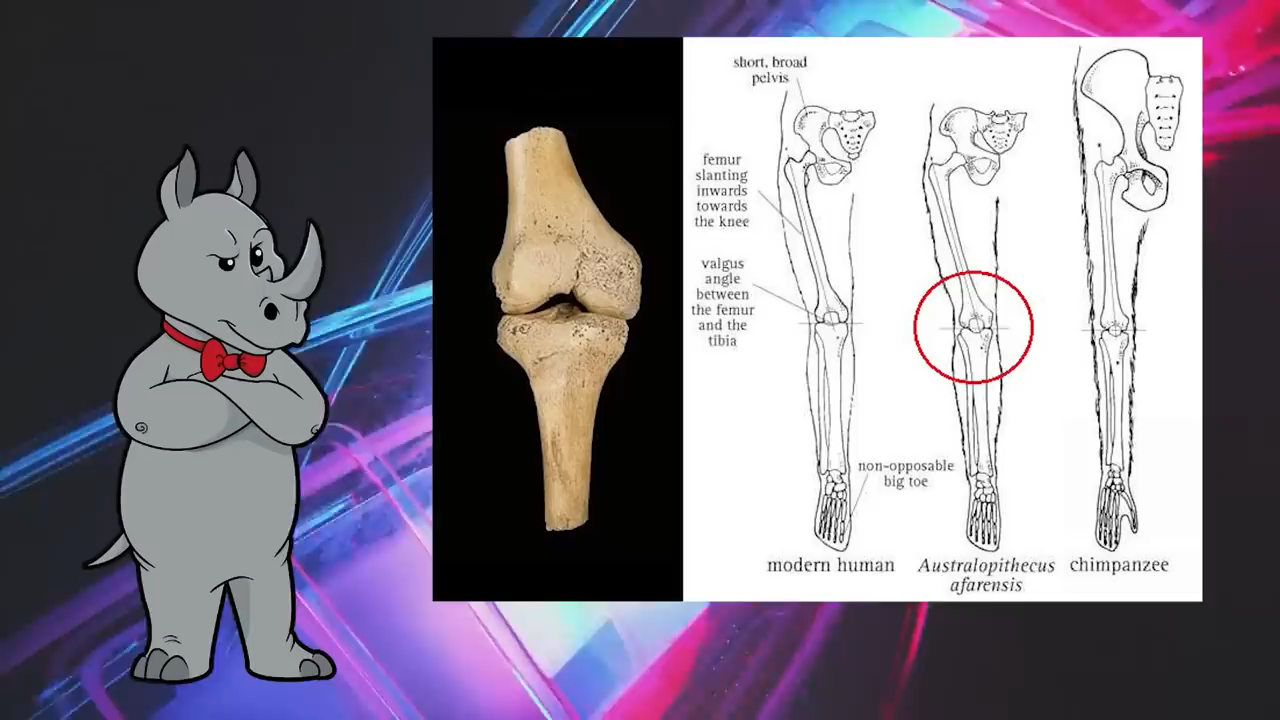 short, broad
pelvis
femur
slanting
inwards
towards
the knee
valgus
angle
between
the femur
and the
tibia
non-opposable
big toe
modern human
Australopithecus
afarensis
chimpanzee